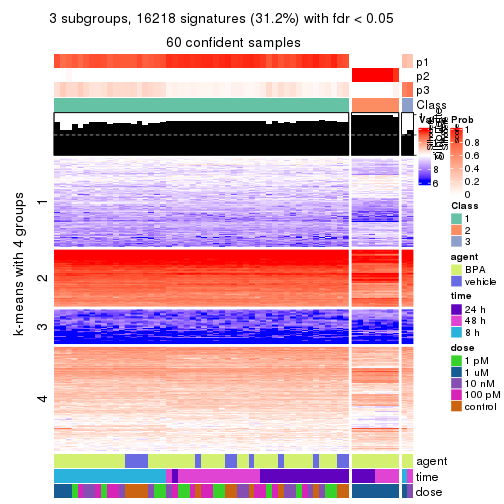 3 subgroups, 16218 signatures (31.2%) with fdr < 0.05
60 confident samples
p1
p2
p3
Class
1
2
3
4
k-means with 4 groups
agent
time
dose
Value
10
8
6
Prob
1
0.8
0.6
0.4
0.2
0
Class
1
2
3
agent
BPA
vehicle
time
24 h
48 h
8 h
dose
1 pM
1 uM
10 nM
100 pM
control